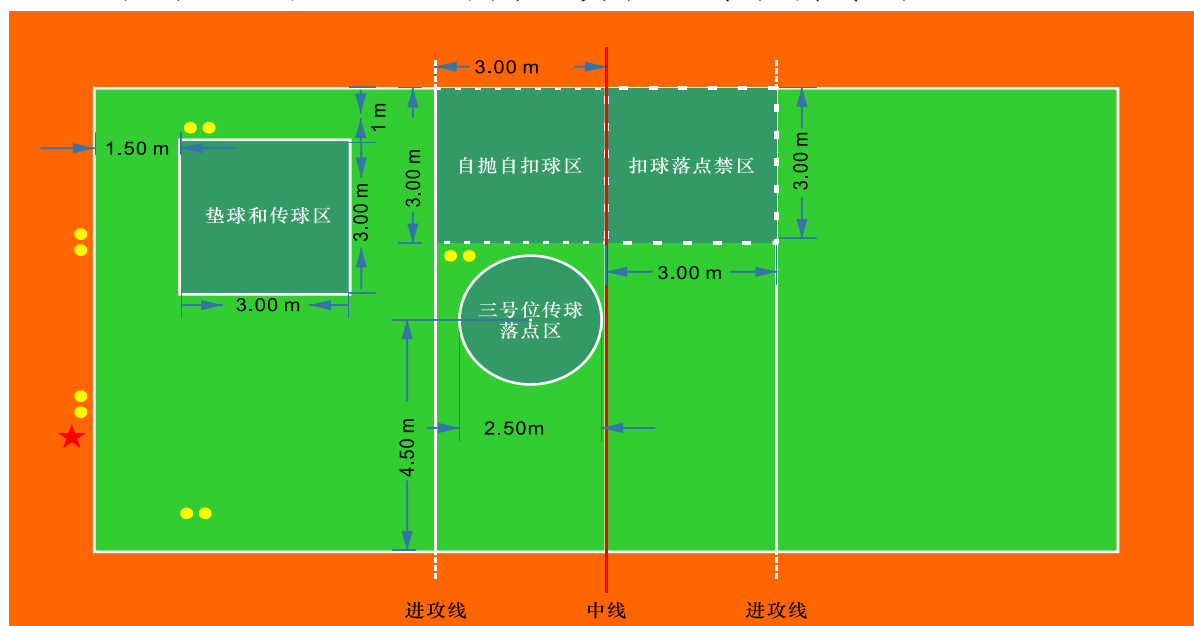 3.00 m
1 m
1.50 m
3.00 m
3.00 m
3.00 m
自抛自扣球区
扣球落点禁区
垫球和传球区
3.00 m
3.00 m
三号位传球
落点区
2.50m
4.50 m
进攻线
中线
进攻线